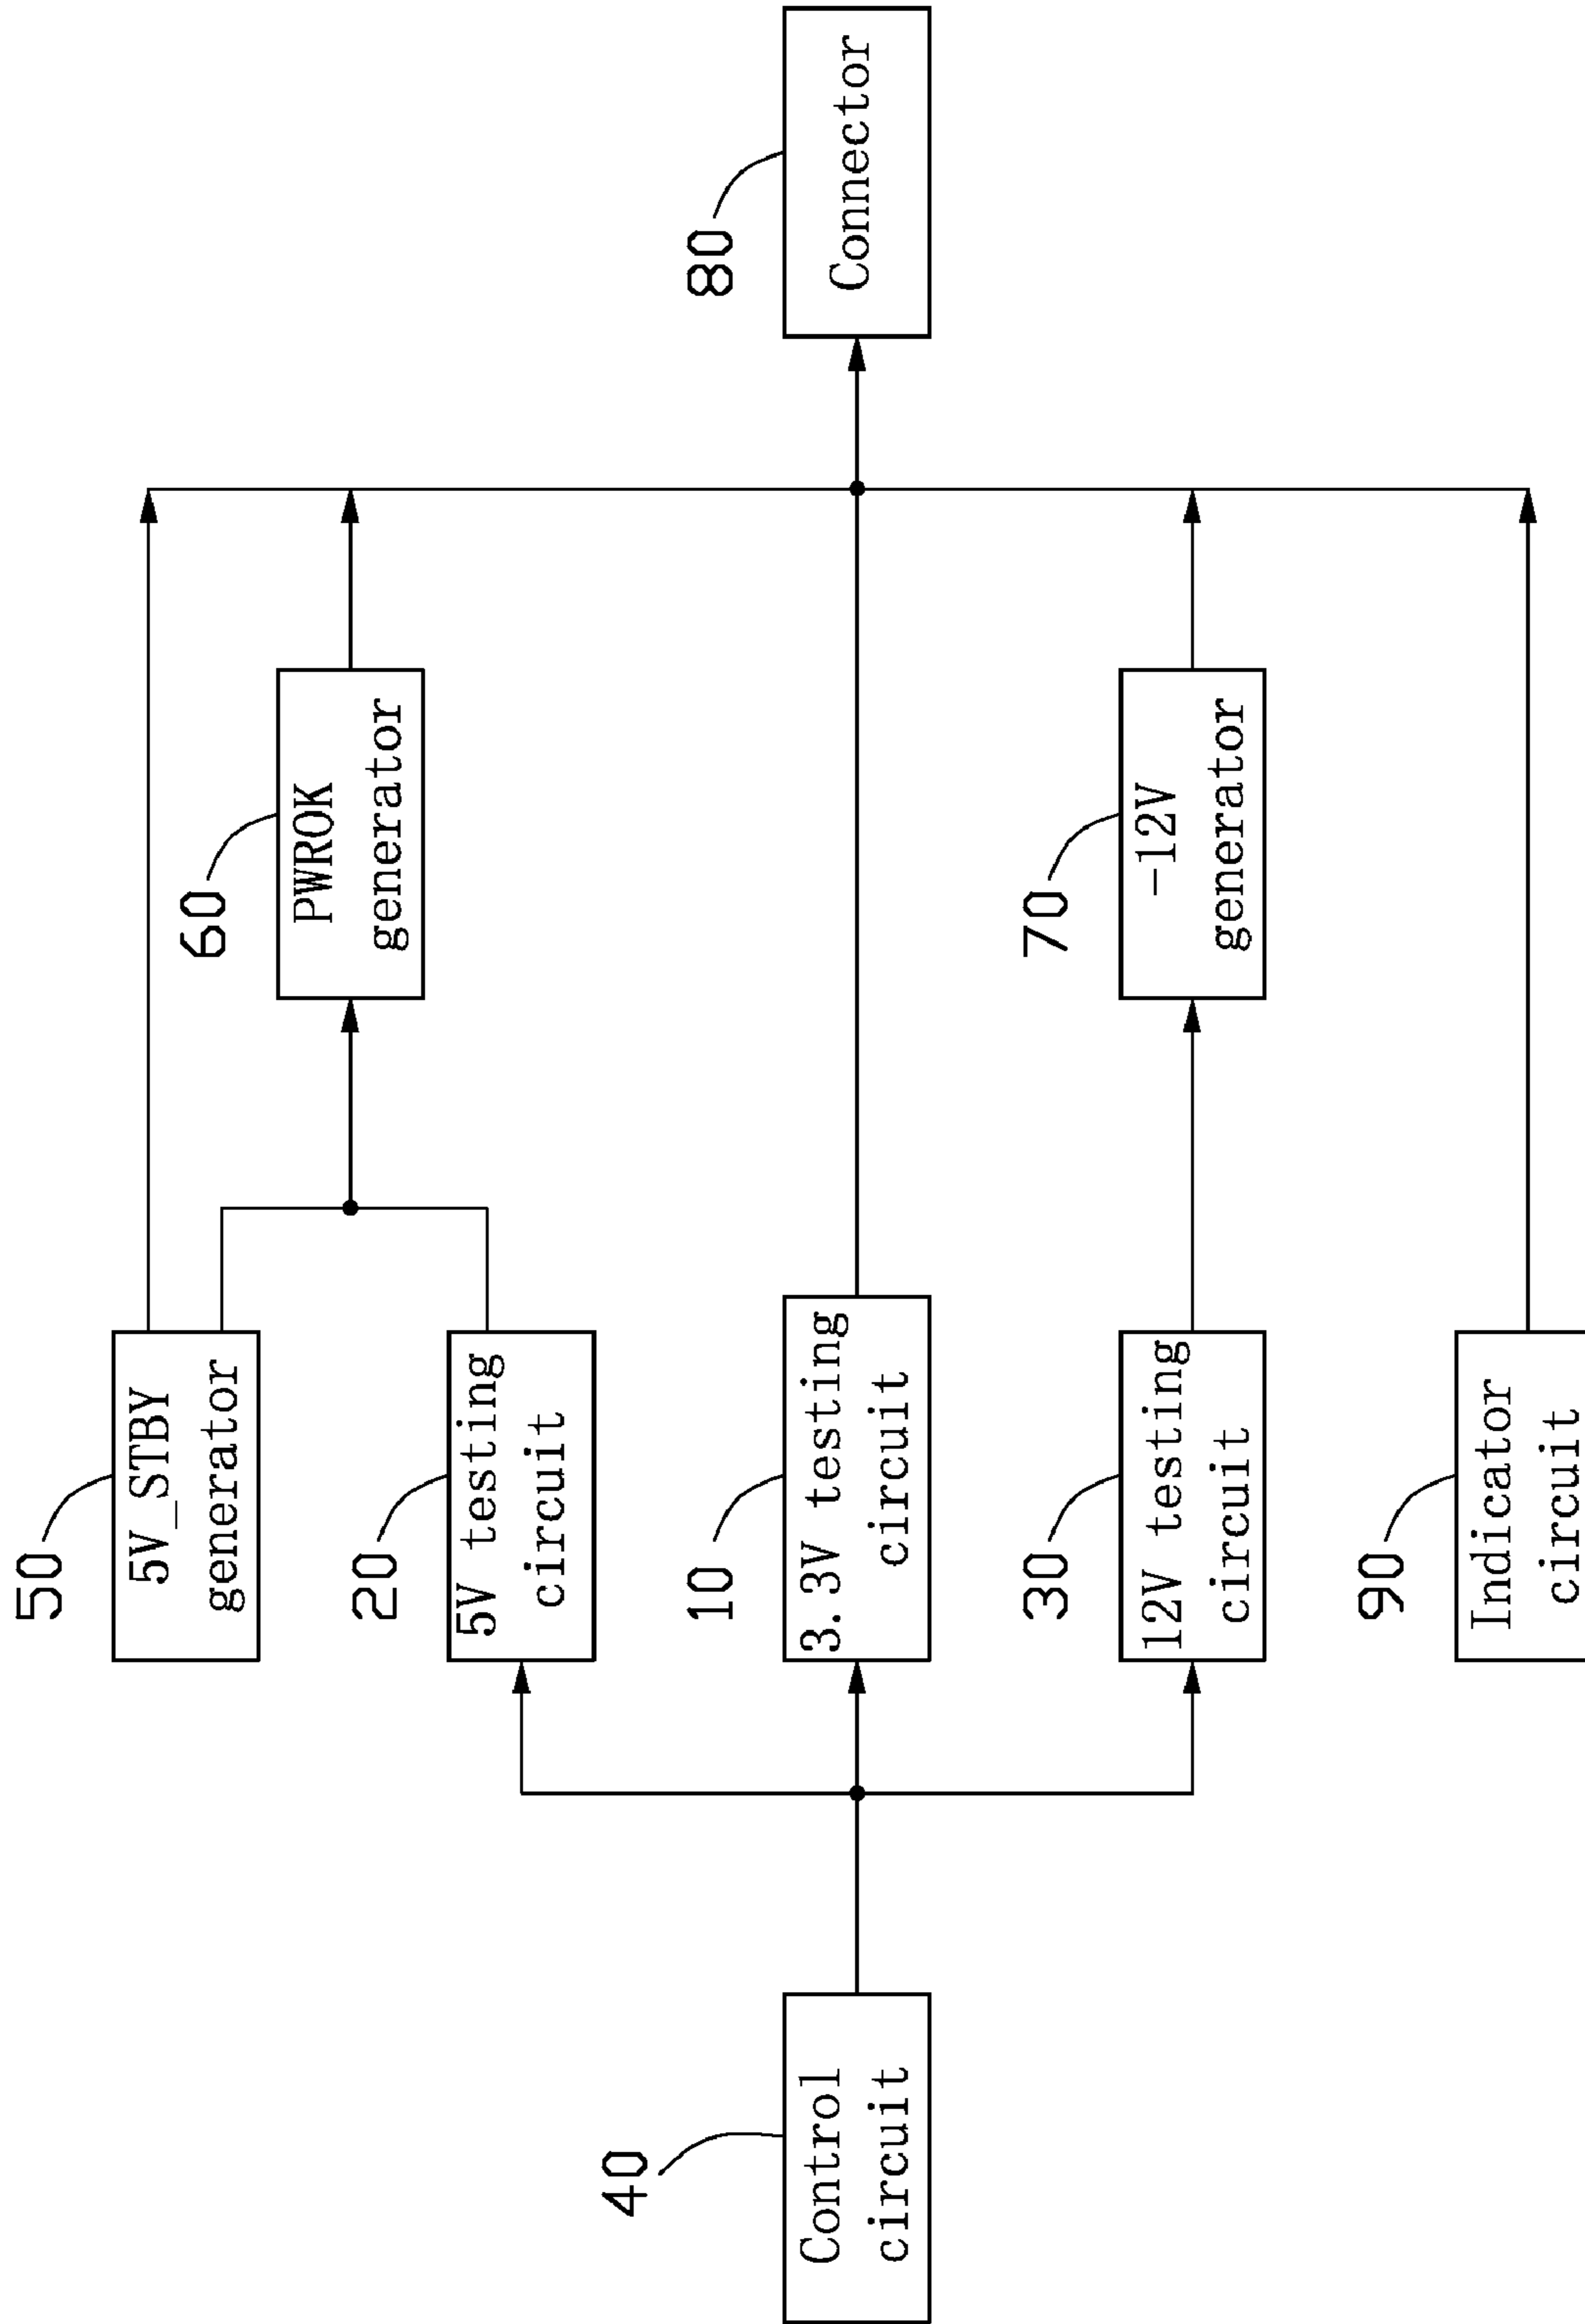 50
5V_STBY
generator
60
PWROK
generator
20
5V testing
circuit
40
Control
circuit
10
3.3V testing
circuit
80
Connector
30
12V testing
circuit
70
-12V
generator
90
Indicator
circuit